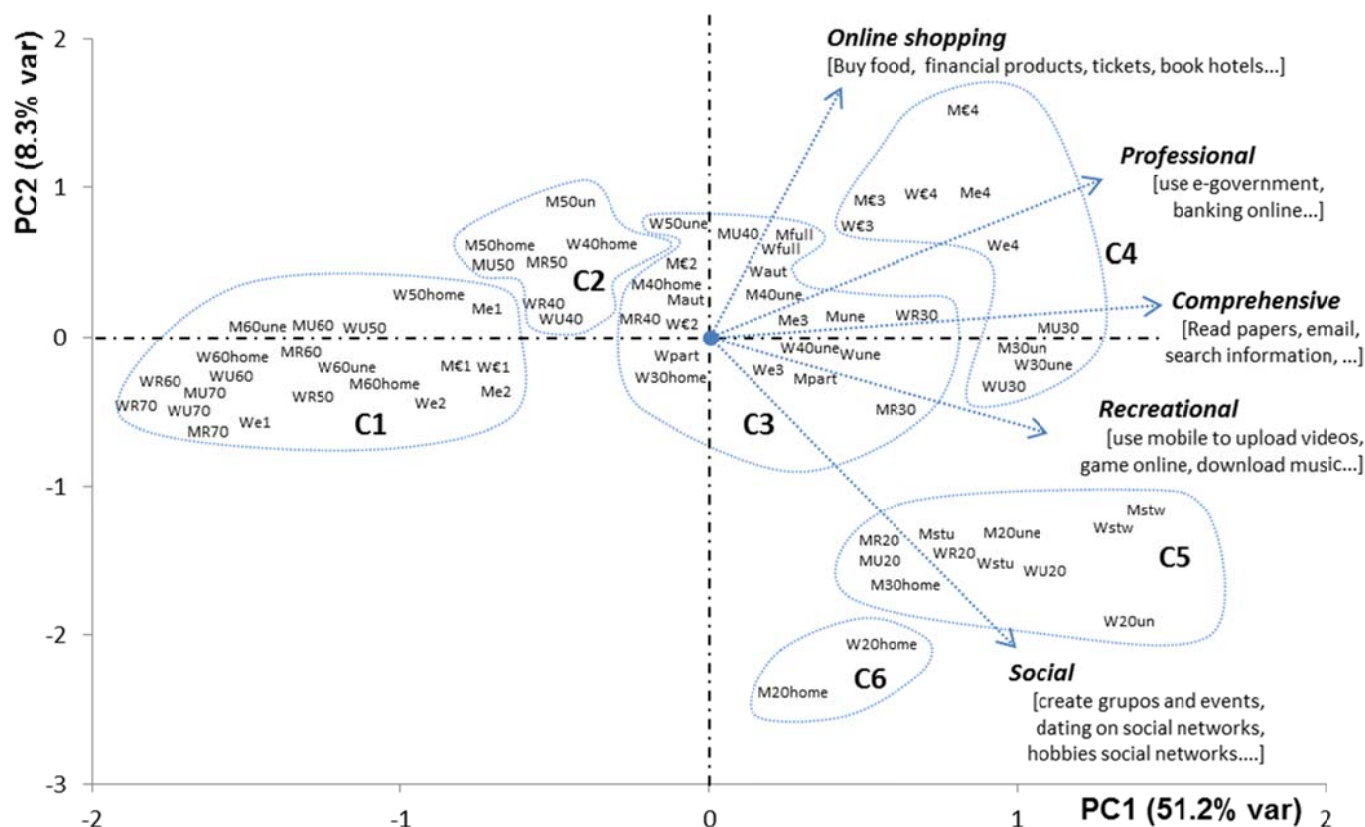 2
PC2 (8.3% var)
Online shopping
[Buy food, financial products, tickets, book hotels...]
M€4
Professional
[use e-government,
banking online...]
1
M50un
M€3
W€4
Me4
W€3
W50une
MU40
Mfull
Wfull
We4
C4
M50home
W40home
MU50
MR50
C2
M€2
Waut
W50home
Me1
WR40
WU40
M40home
Maut
M40une
Comprehensive
[Read papers, email,
search information, ...]
M60une
MU60
WU50
MR40
W€2
Me3
Mune
WR30
MU30
0
W60home
MR60
W60une
M€1
W€1
Wpart
W40une
Wune
M30un
W30une
WR60
WU60
M60home
W30home
We3
Mpart
WU30
MU70
WR50
We2
Me2
WR70
WU70
MR70
We1
C1
C3
MR30
Recreational
[use mobile to upload videos,
game online, download music...]
-1
Mstw
Wstw
MR20
Mstu
M20une
C5
MU20
WR20
Wstu
WU20
M30home
W20un
-2
W20home
M20home
C6
Social
[create grupos and events,
dating on social networks,
hobbies social networks....]
-3
-2
-1
0
1
PC1 (51.2% var)
2